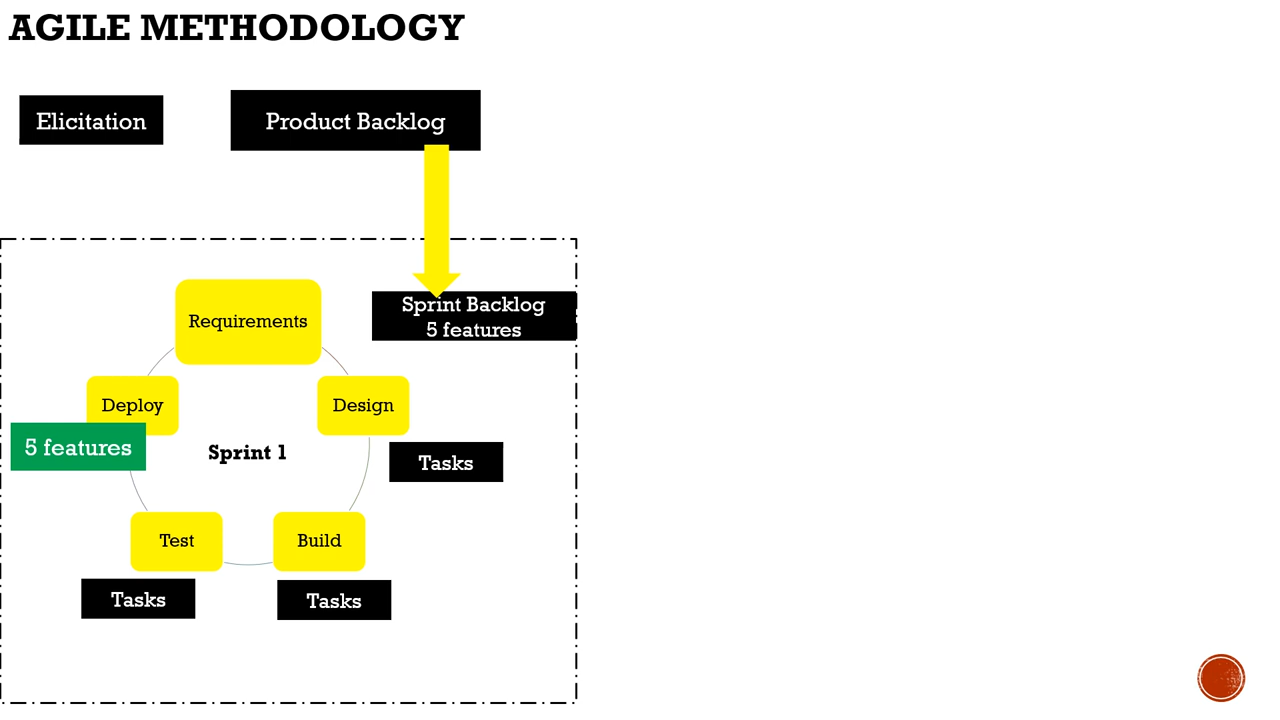 AGILE METHODOLOGY
Elicitation
Product Backlog
Requirements
Sprint Backlog
5 features
Deploy
Design
5 features
Sprint 1
Tasks
Test
Build
Tasks
Tasks